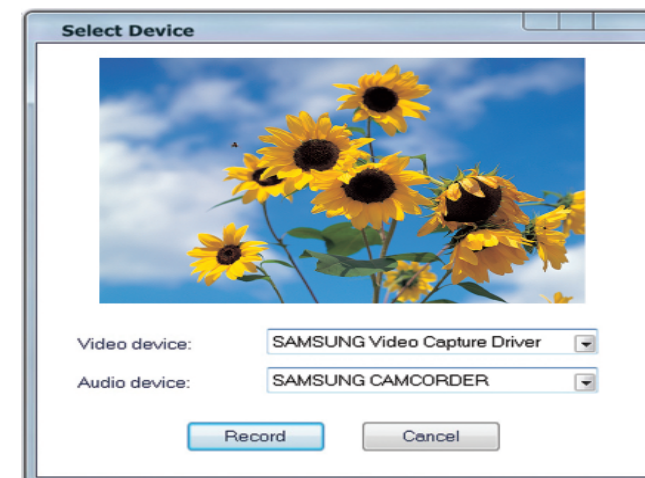 Select Device
Video device: SAMSUNG Video Capture Driver
Audio device: SAMSUNG CAMCORDER
Record Cancel